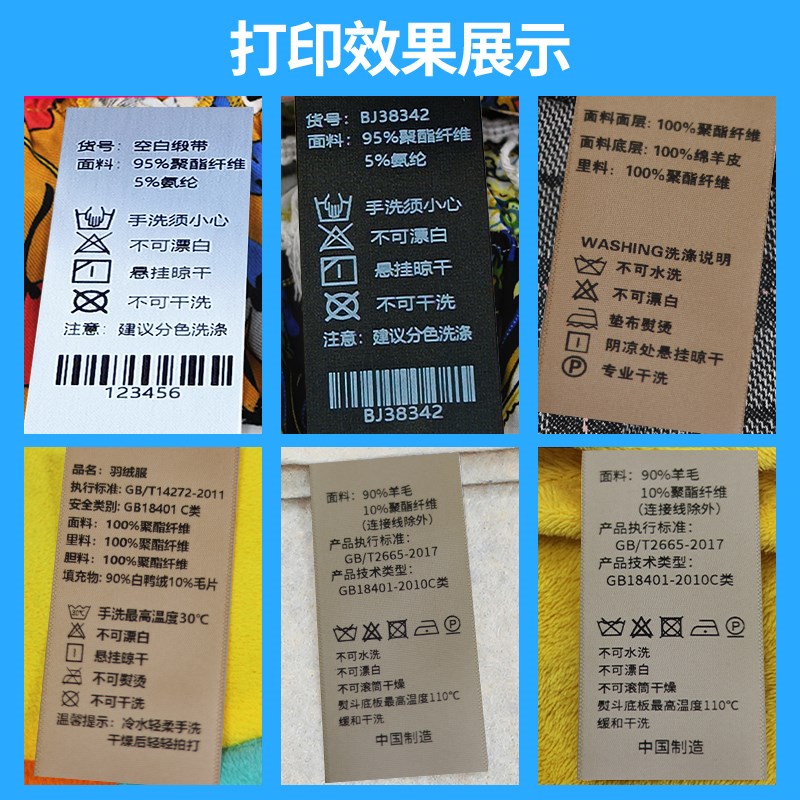 打印效果展示
货号: 空白缎带
面料: 95%聚酯纤维
5%氨纶
手洗须小心
不可漂白
悬挂晾干
不可干洗
注意: 建议分色洗涤
123456
货号: BJ38342
面料: 95%聚酯纤维
5%氨纶
手洗须小心
不可漂白
悬挂晾干
不可干洗
注意: 建议分色洗涤
BJ38342
面料面层: 100%聚酯纤维
面料底层: 100%绵羊皮
里料: 100%聚酯纤维
WASHING洗涤说明
不可水洗
不可漂白
垫布熨烫
阴凉处悬挂晾干
P 专业干洗
品名: 羽绒服
执行标准: GB/T14272-2011
安全类别: GB18401 C类
面料: 100%聚酯纤维
里料: 100%聚酯纤维
胆料: 100%聚酯纤维
填充物: 90%白鸭绒10%毛片
手洗最高温度30℃
不可漂白
悬挂晾干
不可熨烫
不可干洗
温馨提示: 冷水轻柔手洗
干燥后轻轻拍打
面料: 90%羊毛
10%聚酯纤维
(连接线除外)
产品执行标准:
GB/T2665-2017
产品技术类型:
GB18401-2010C类
P
不可水洗
不可漂白
不可滚筒干燥
熨斗底板最高温度110℃
缓和干洗
中国制造
面料: 90%羊毛
10%聚酯纤维
(连接线除外)
产品执行标准:
GB/T2665-2017
产品技术类型:
GB18401-2010C类
P
不可水洗
不可漂白
不可滚筒干燥
熨斗底板最高温度110℃
缓和干洗
中国制造